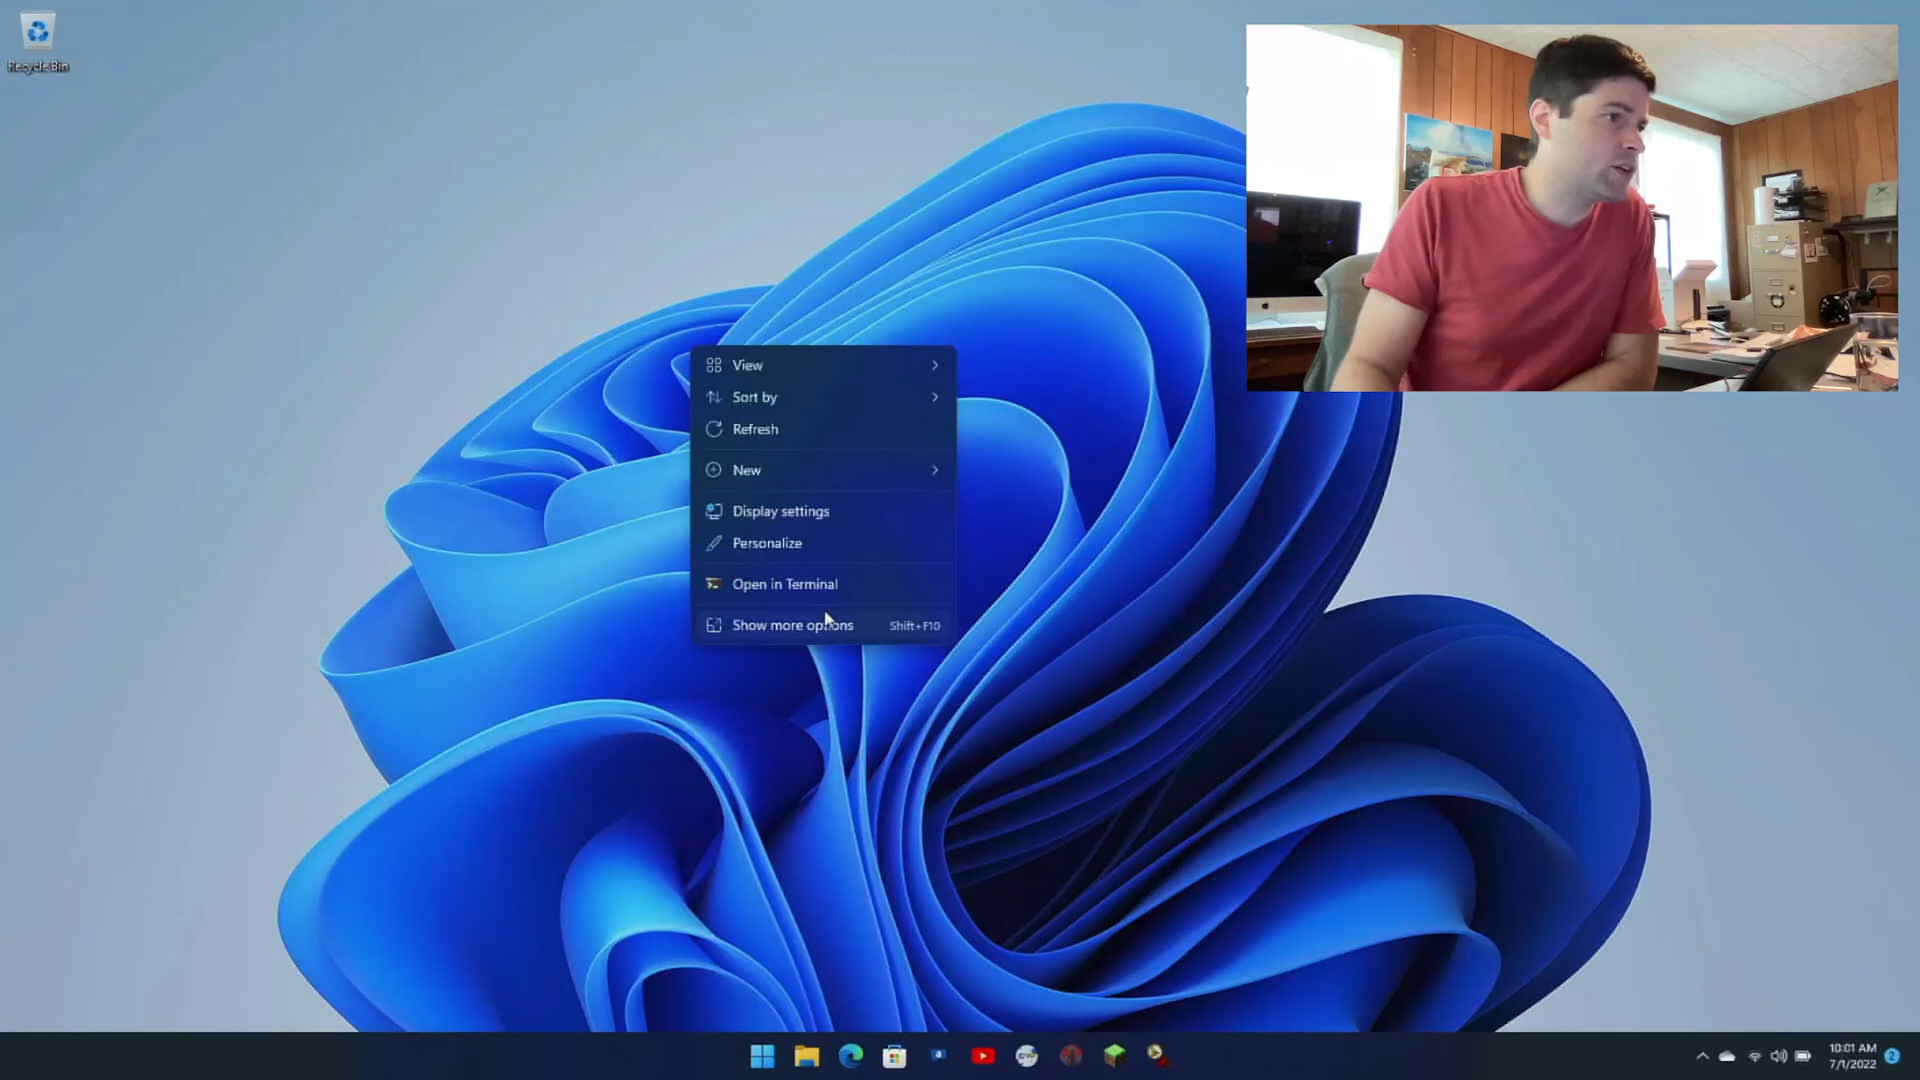 Recycle Bin
View
Sort by
Refresh
New
Display settings
Personalize
Open in Terminal
Show more options Shift+F10
10:01 AM
7/1/2022
2